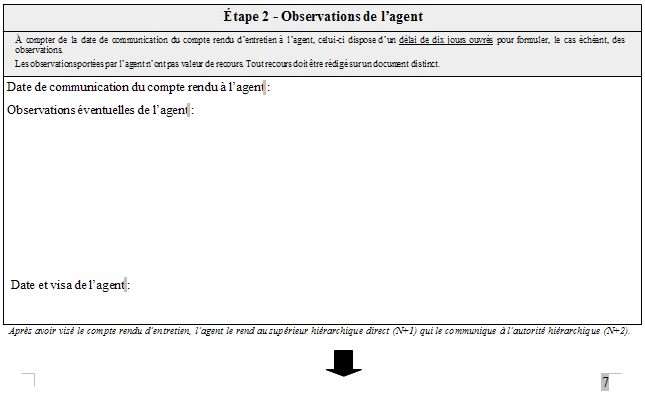 Étape 2 - Observations de l’agent
À compter de la date de communication du compte rendu d’entretien à l’agent, celui-ci dispose d’un délai de dix jours ouvrés pour formuler, le cas échéant, des
observations.
Les observations portées par l’agent n’ont pas valeur de recours. Tout recours doit être rédigé sur un document distinct.
Date de communication du compte rendu à l’agent :
Observations éventuelles de l’agent :
Date et visa de l’agent :
Après avoir visé le compte rendu d’entretien, l’agent le rend au supérieur hiérarchique direct (N+1) qui le communique à l’autorité hiérarchique (N+2).
7